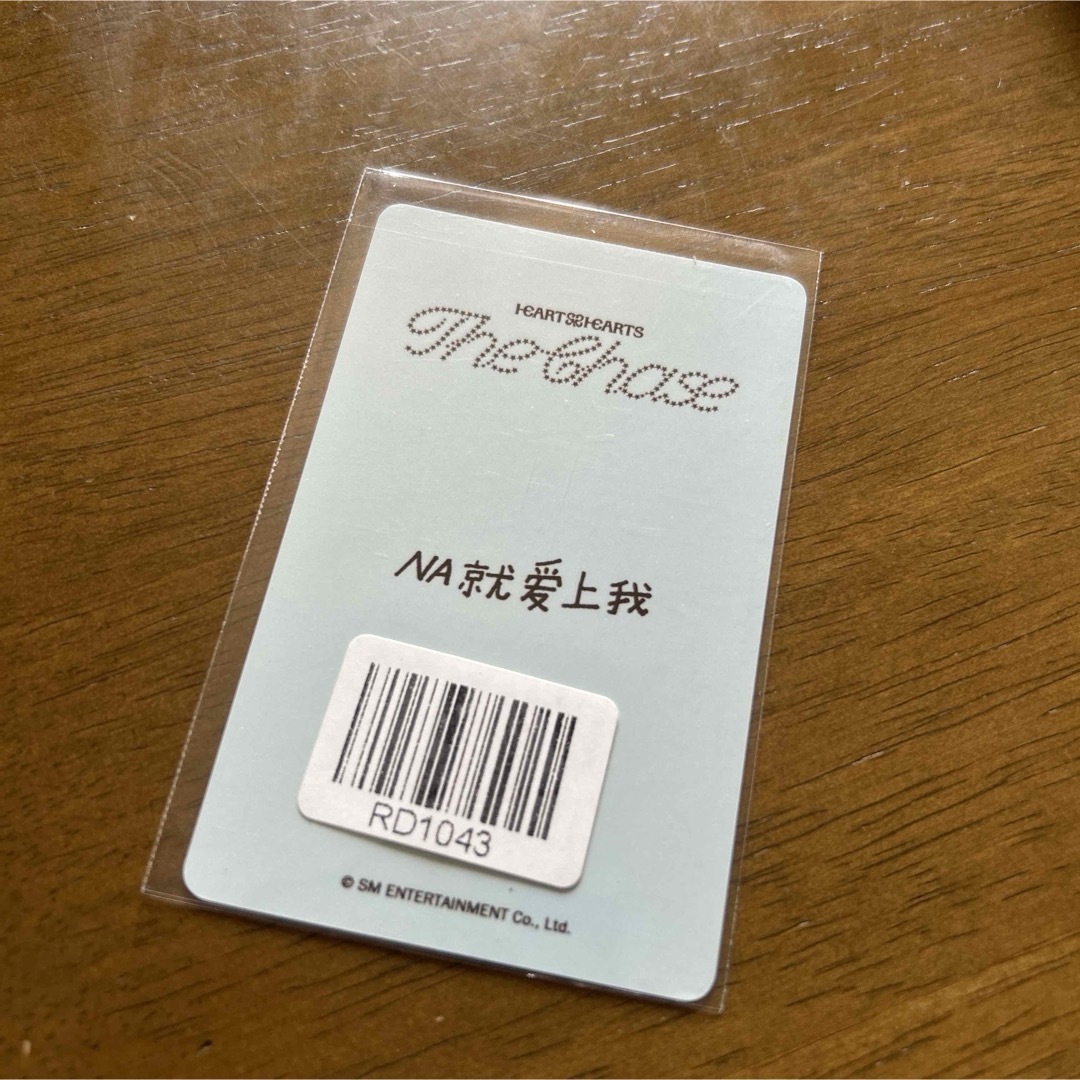 HEARTS2HEARTS
The Chase
NA就爱上我
RD1043
© SM ENTERTAINMENT Co., Ltd.